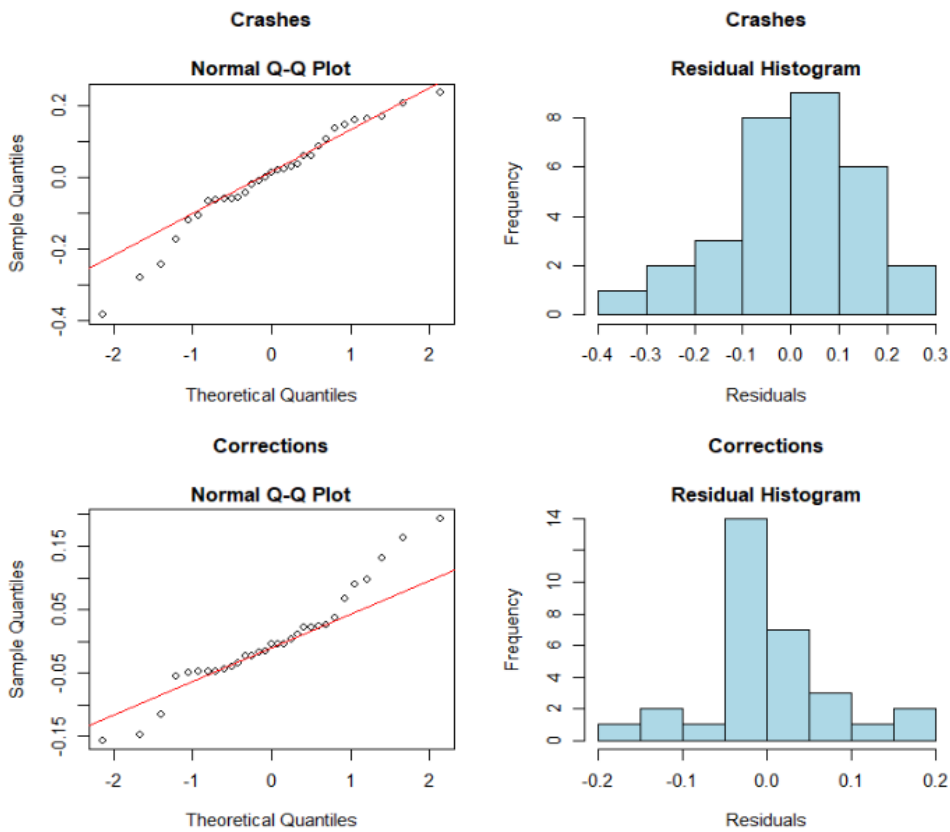 Crashes
Normal Q-Q Plot
Sample Quantiles
-0.4 -0.2 0.0 0.2
-2 -1 0 1 2
Theoretical Quantiles
Crashes
Residual Histogram
Frequency
0 2 4 6 8
-0.4 -0.3 -0.2 -0.1 0.0 0.1 0.2 0.3
Residuals
Corrections
Normal Q-Q Plot
Sample Quantiles
-0.15 -0.05 0.05 0.15
-2 -1 0 1 2
Theoretical Quantiles
Corrections
Residual Histogram
Frequency
0 2 4 6 8 10 14
-0.2 -0.1 0.0 0.1 0.2
Residuals